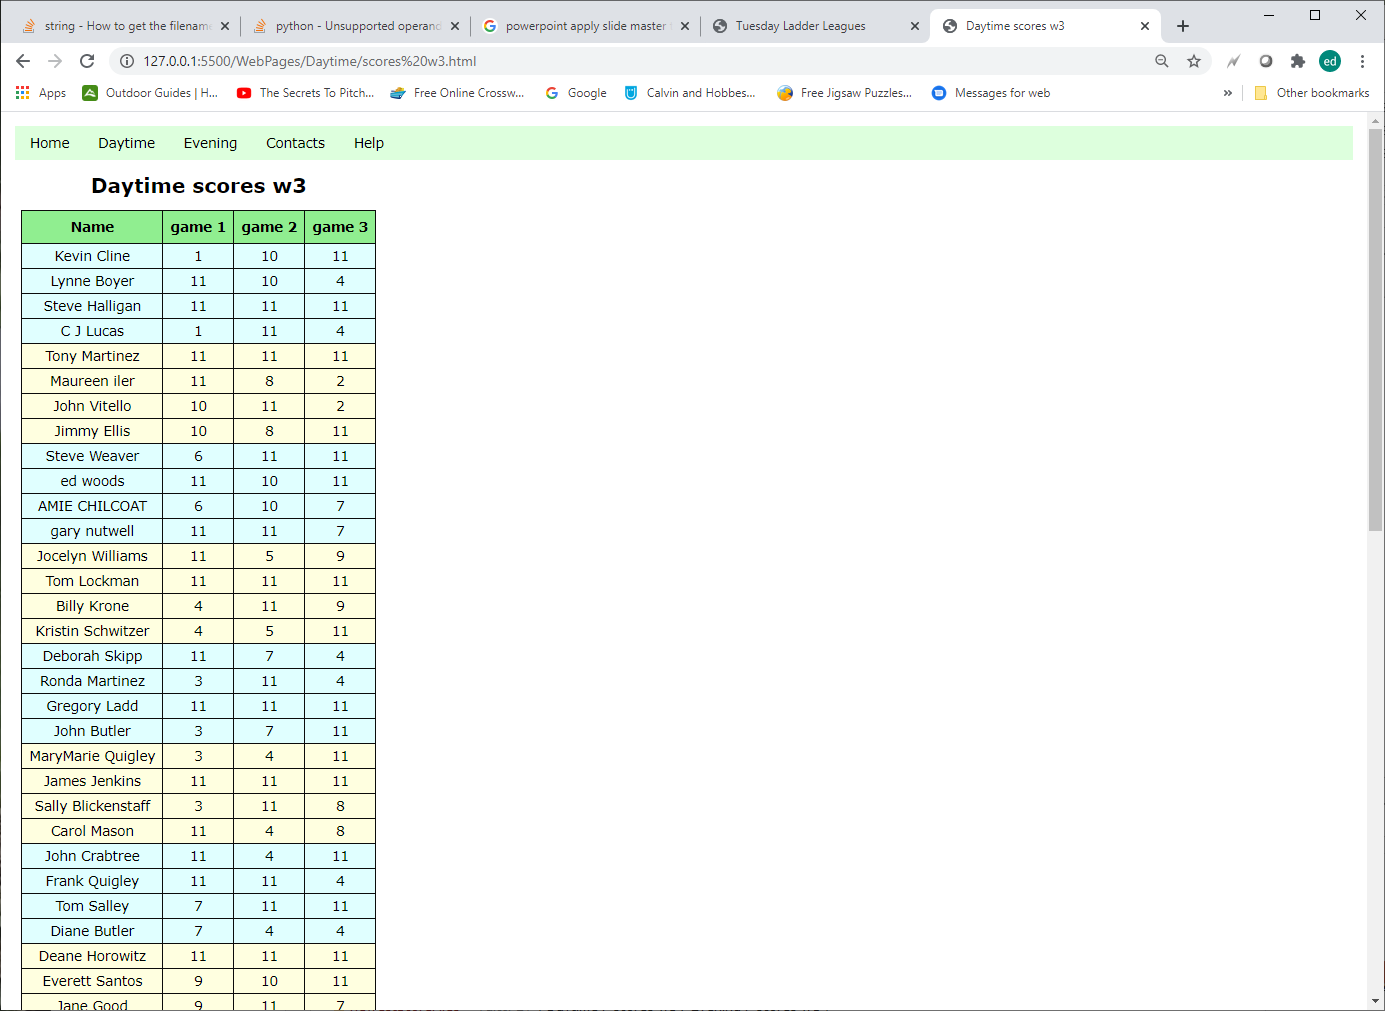 string - How to get the filename
python - Unsupported operand
powerpoint apply slide master
Tuesday Ladder Leagues
Daytime scores w3
127.0.0.1:5500/WebPages/Daytime/scores%20w3.html
ed
Apps
Outdoor Guides | H...
The Secrets To Pitch...
Free Online Crossw...
Google
Calvin and Hobbes...
Free Jigsaw Puzzles...
Messages for web
»
Other bookmarks
Home Daytime Evening Contacts Help
Daytime scores w3
Name game 1 game 2 game 3
Kevin Cline 1 10 11
Lynne Boyer 11 10 4
Steve Halligan 11 11 11
C J Lucas 1 11 4
Tony Martinez 11 11 11
Maureen iler 11 8 2
John Vitello 10 11 2
Jimmy Ellis 10 8 11
Steve Weaver 6 11 11
ed woods 11 10 11
AMIE CHILCOAT 6 10 7
gary nutwell 11 11 7
Jocelyn Williams 11 5 9
Tom Lockman 11 11 11
Billy Krone 4 11 9
Kristin Schwitzer 4 5 11
Deborah Skipp 11 7 4
Ronda Martinez 3 11 4
Gregory Ladd 11 11 11
John Butler 3 7 11
MaryMarie Quigley 3 4 11
James Jenkins 11 11 11
Sally Blickenstaff 3 11 8
Carol Mason 11 4 8
John Crabtree 11 4 11
Frank Quigley 11 11 4
Tom Salley 7 11 11
Diane Butler 7 4 4
Deane Horowitz 11 11 11
Everett Santos 9 10 11
Jane Good 9 11 7